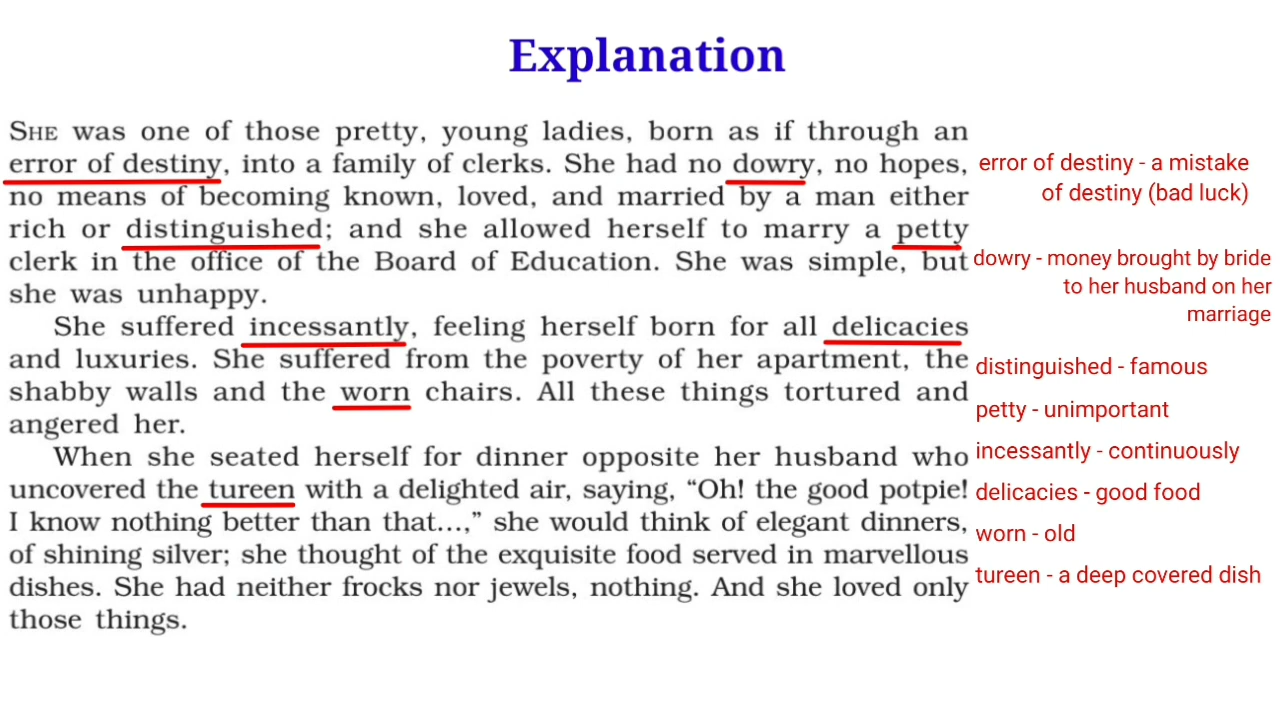 Explanation
SHE was one of those pretty, young ladies, born as if through an
error of destiny, into a family of clerks. She had no dowry, no hopes,
no means of becoming known, loved, and married by a man either
rich or distinguished; and she allowed herself to marry a petty
clerk in the office of the Board of Education. She was simple, but
she was unhappy.
She suffered incessantly, feeling herself born for all delicacies
and luxuries. She suffered from the poverty of her apartment, the
shabby walls and the worn chairs. All these things tortured and
angered her.
When she seated herself for dinner opposite her husband who
uncovered the tureen with a delighted air, saying, “Oh! the good potpie!
I know nothing better than that...,” she would think of elegant dinners,
of shining silver; she thought of the exquisite food served in marvellous
dishes. She had neither frocks nor jewels, nothing. And she loved only
those things.
error of destiny - a mistake
of destiny (bad luck)
dowry - money brought by bride
to her husband on her
marriage
distinguished - famous
petty - unimportant
incessantly - continuously
delicacies - good food
worn - old
tureen - a deep covered dish